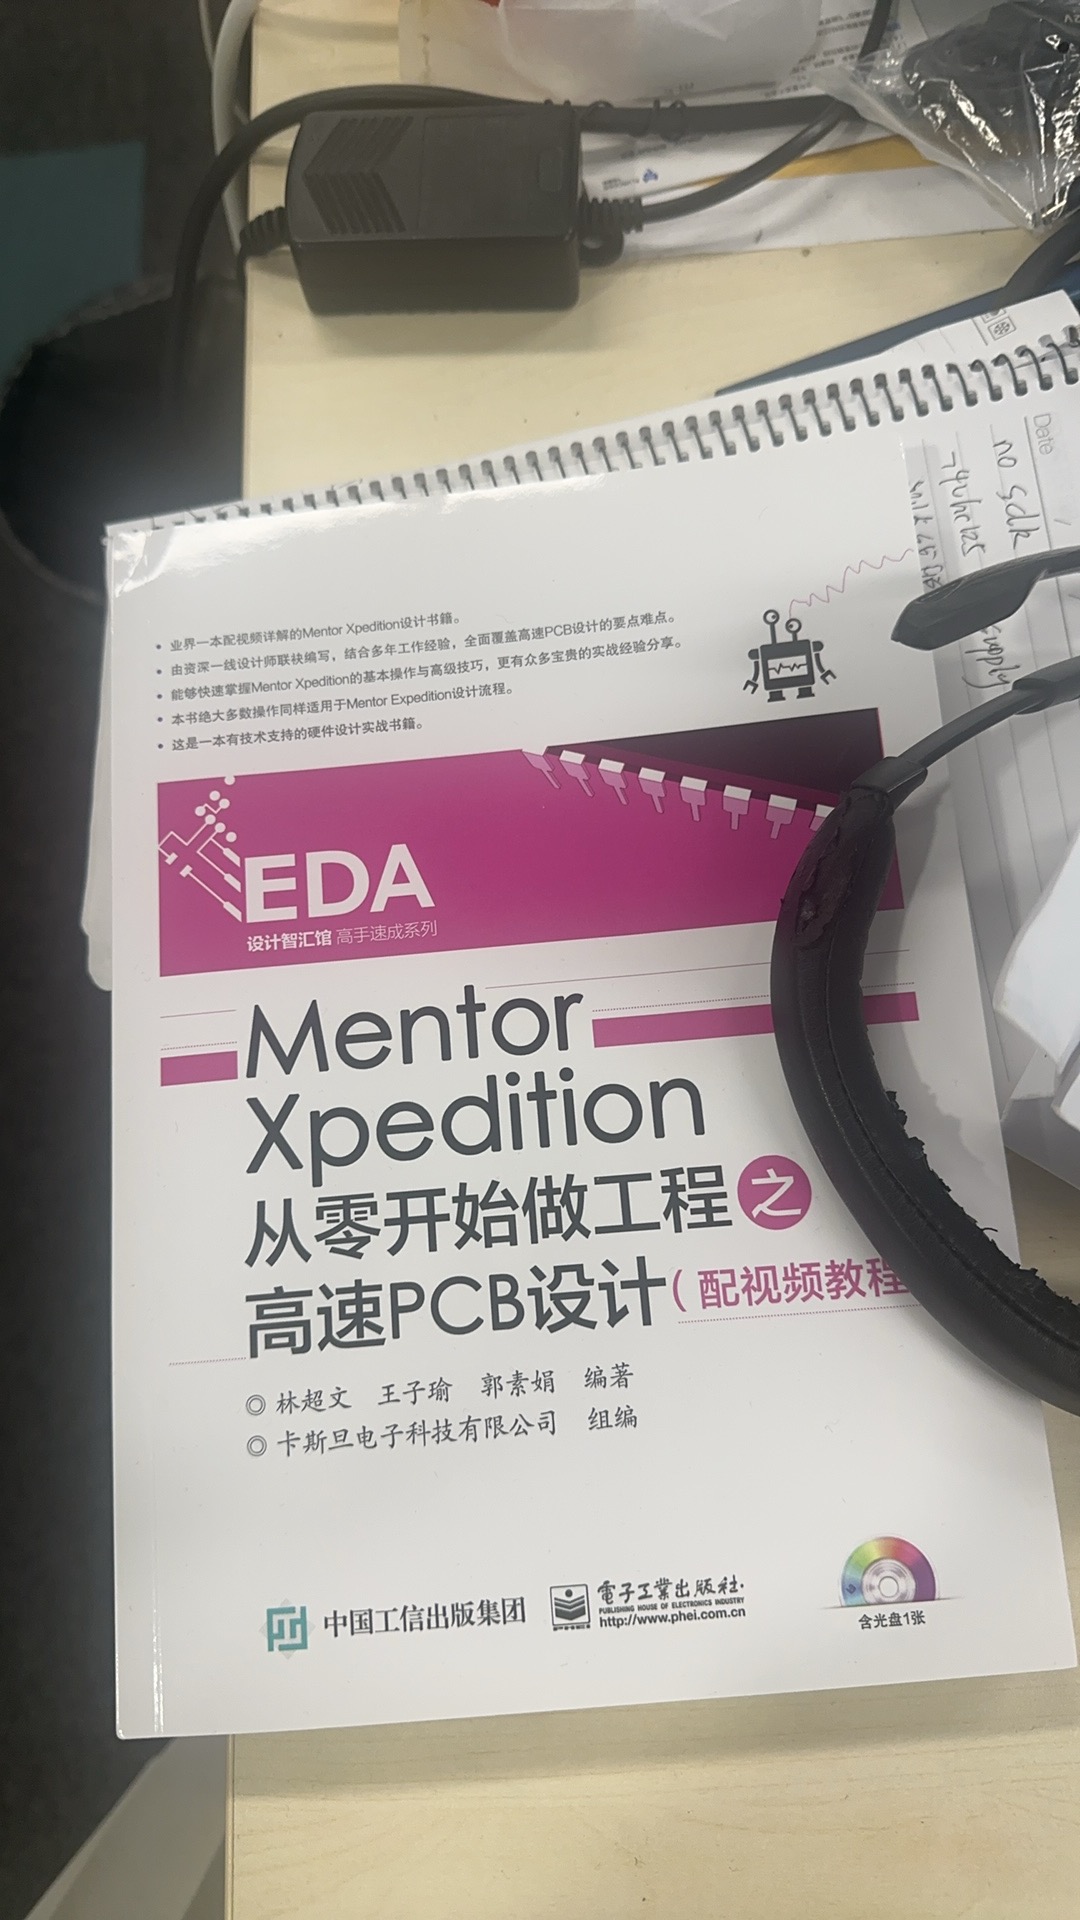 Date
no sdk
supply
• 业界一本配视频详解的Mentor Xpedition设计书籍。
• 由资深一线设计师联袂编写，结合多年工作经验，全面覆盖高速PCB设计的要点难点。
• 能够快速掌握Mentor Xpedition的基本操作与高级技巧，更有众多宝贵的实战经验分享。
• 本书绝大多数操作同样适用于Mentor Expedition设计流程。
• 这是一本有技术支持的硬件设计实战书籍。
EDA
设计智汇馆 高手速成系列
Mentor
Xpedition
从零开始做工程之
高速PCB设计（配视频教程
◎ 林超文 王子瑜 郭素娟 编著
◎ 卡斯旦电子科技有限公司 组编
中国工信出版集团
電子工業出版社.
PUBLISHING HOUSE OF ELECTRONICS INDUSTRY
http://www.phei.com.cn
含光盘1张